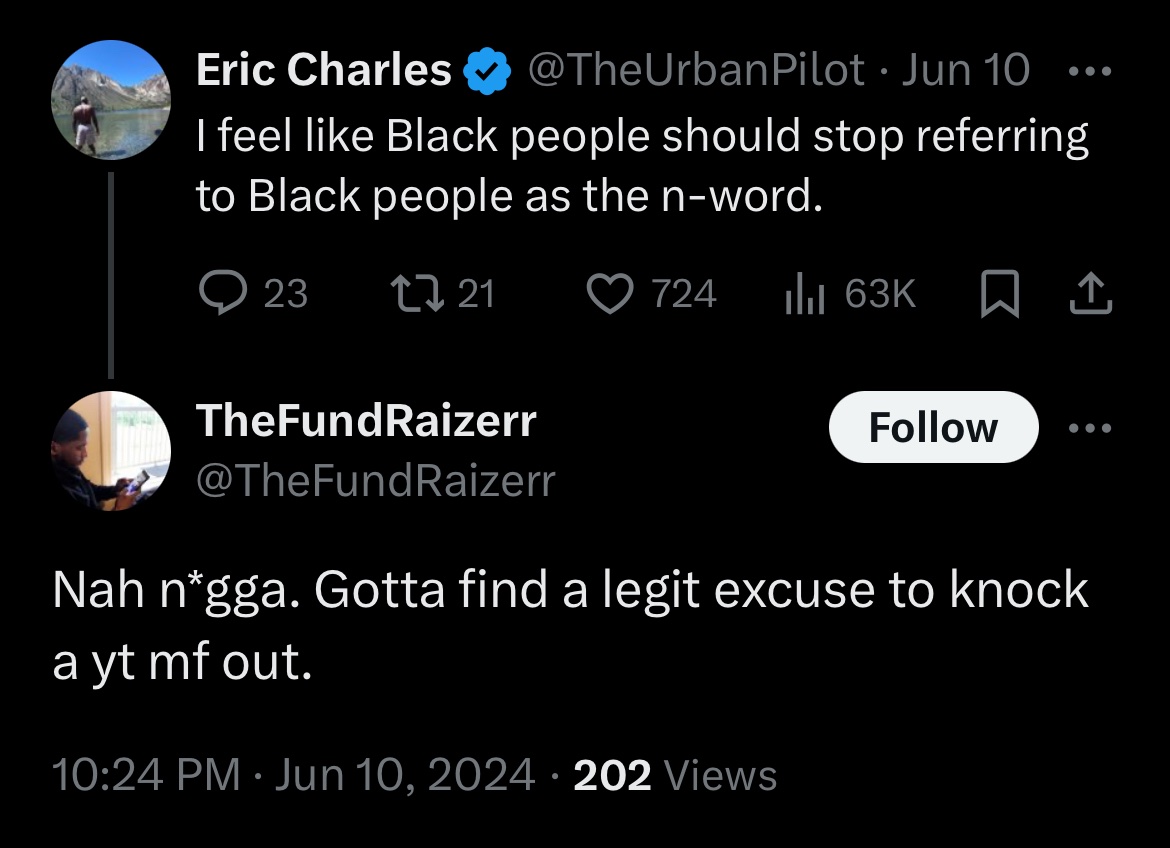 Eric Charles @TheUrbanPilot · Jun 10
I feel like Black people should stop referring
to Black people as the n-word.
23 21 724 63K
TheFundRaizerr
Follow
@TheFundRaizerr
Nah n*gga. Gotta find a legit excuse to knock
a yt mf out.
10:24 PM · Jun 10, 2024 · 202 Views